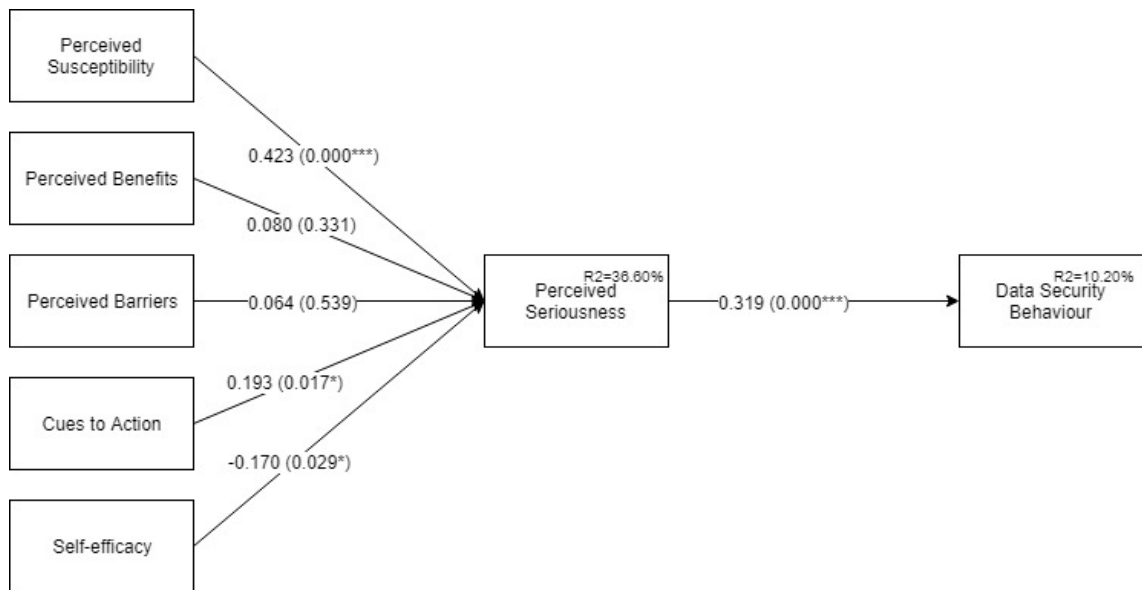 Perceived
Susceptibility
0.423 (0.000***)
Perceived Benefits
0.080 (0.331)
Perceived Barriers
0.064 (0.539)
R2=36.60%
Perceived
Seriousness
0.319 (0.000***)
R2=10.20%
Data Security
Behaviour
0.193 (0.017*)
Cues to Action
-0.170 (0.029*)
Self-efficacy